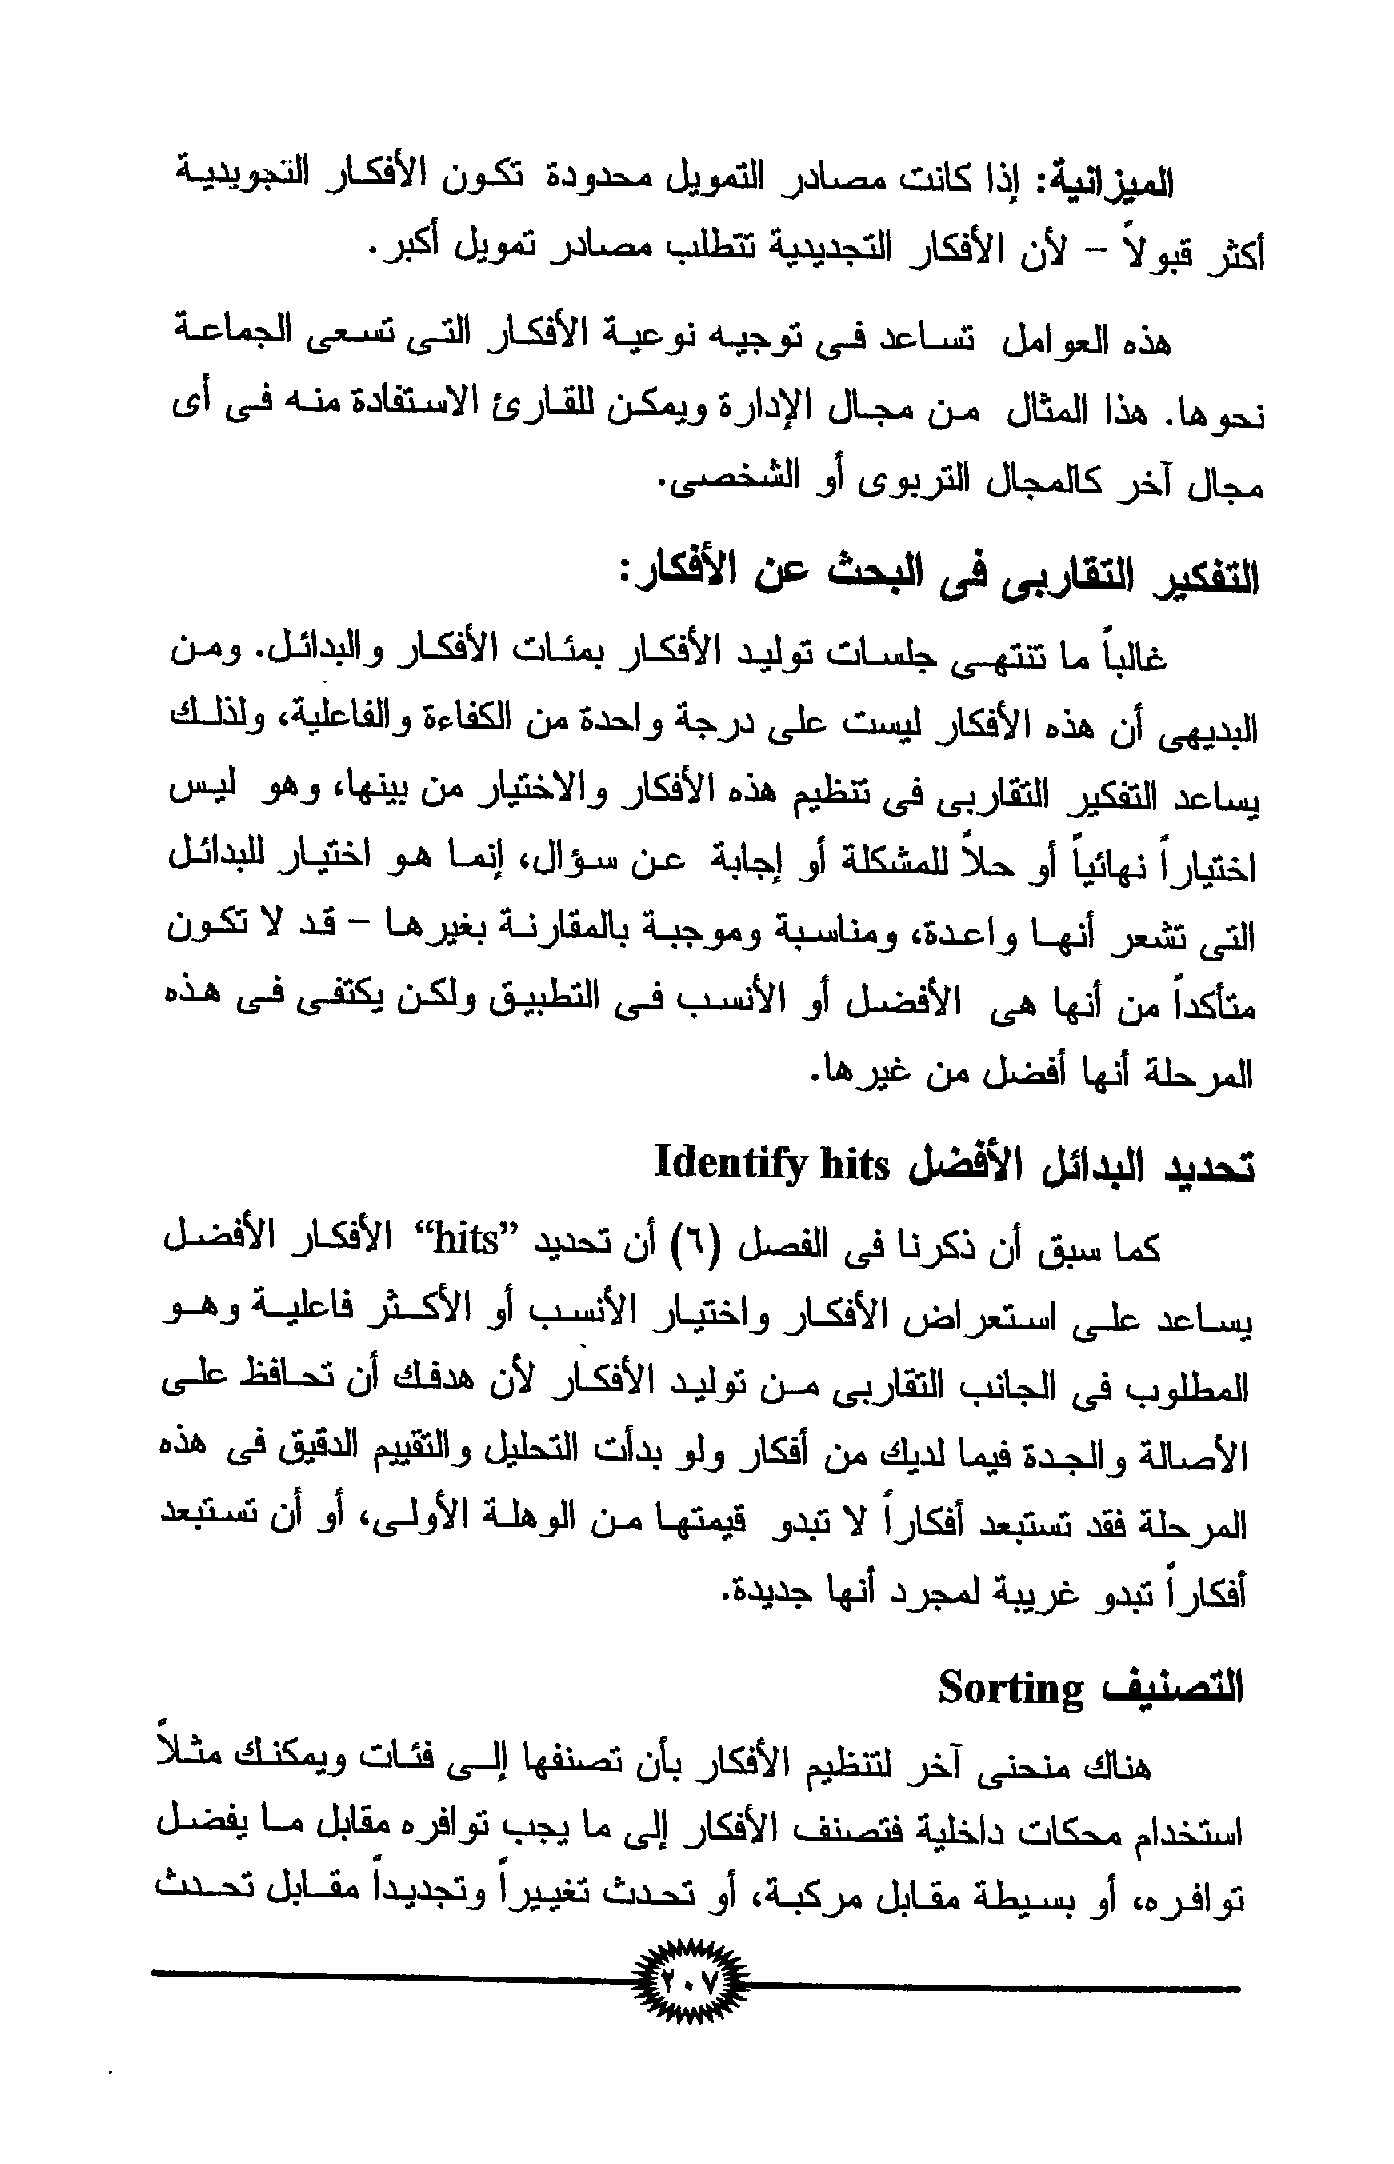 الميزانية: إذا كانت مصادر التمويل محدودة تكون الأفكار التجويدية
أكثر قبولاً – لأن الأفكار التجديدية تتطلب مصادر تمويل أكبر.
هذه العوامل تساعد فى توجيه نوعية الأفكار التى تسعى الجماعة
نحوها. هذا المثال من مجال الإدارة ويمكن للقارئ الاستفادة منه فى أى
مجال آخر كالمجال التربوى أو الشخصى.
التفكير التقاربى فى البحث عن الأفكار:
غالباً ما تنتهى جلسات توليد الأفكار بمئات الأفكار والبدائل. ومن
البديهى أن هذه الأفكار ليست على درجة واحدة من الكفاءة والفاعلية، ولذلك
يساعد التفكير التقاربى فى تنظيم هذه الأفكار والاختيار من بينها، وهو ليس
اختياراً نهائياً أو حلاً للمشكلة أو إجابة عن سؤال، إنما هو اختيار للبدائل
التى تشعر أنها واعدة، ومناسبة وموجبة بالمقارنة بغيرها – قد لا تكون
متأكداً من أنها هى الأفضل أو الأنسب فى التطبيق ولكن يكتفى فى هذه
المرحلة أنها أفضل من غيرها.
تحديد البدائل الأفضل Identify hits
كما سبق أن ذكرنا فى الفصل (٦) أن تحديد “hits” الأفكار الأفضل
يساعد على استعراض الأفكار واختيار الأنسب أو الأكثر فاعلية وهو
المطلوب فى الجانب التقاربى من توليد الأفكار لأن هدفك أن تحافظ على
الأصالة والجدة فيما لديك من أفكار ولو بدأت التحليل والتقييم الدقيق فى هذه
المرحلة فقد تستبعد أفكاراً لا تبدو قيمتها من الوهلة الأولى، أو أن تستبعد
أفكاراً تبدو غريبة لمجرد أنها جديدة.
التصنيف Sorting
هناك منحنى آخر لتنظيم الأفكار بأن تصنفها إلى فئات ويمكنك مثلاً
استخدام محكات داخلية فتصنف الأفكار إلى ما يجب توافره مقابل ما يفضل
توافره، أو بسيطة مقابل مركبة، أو تحدث تغييراً وتجديداً مقابل تحدث
٢٠٧